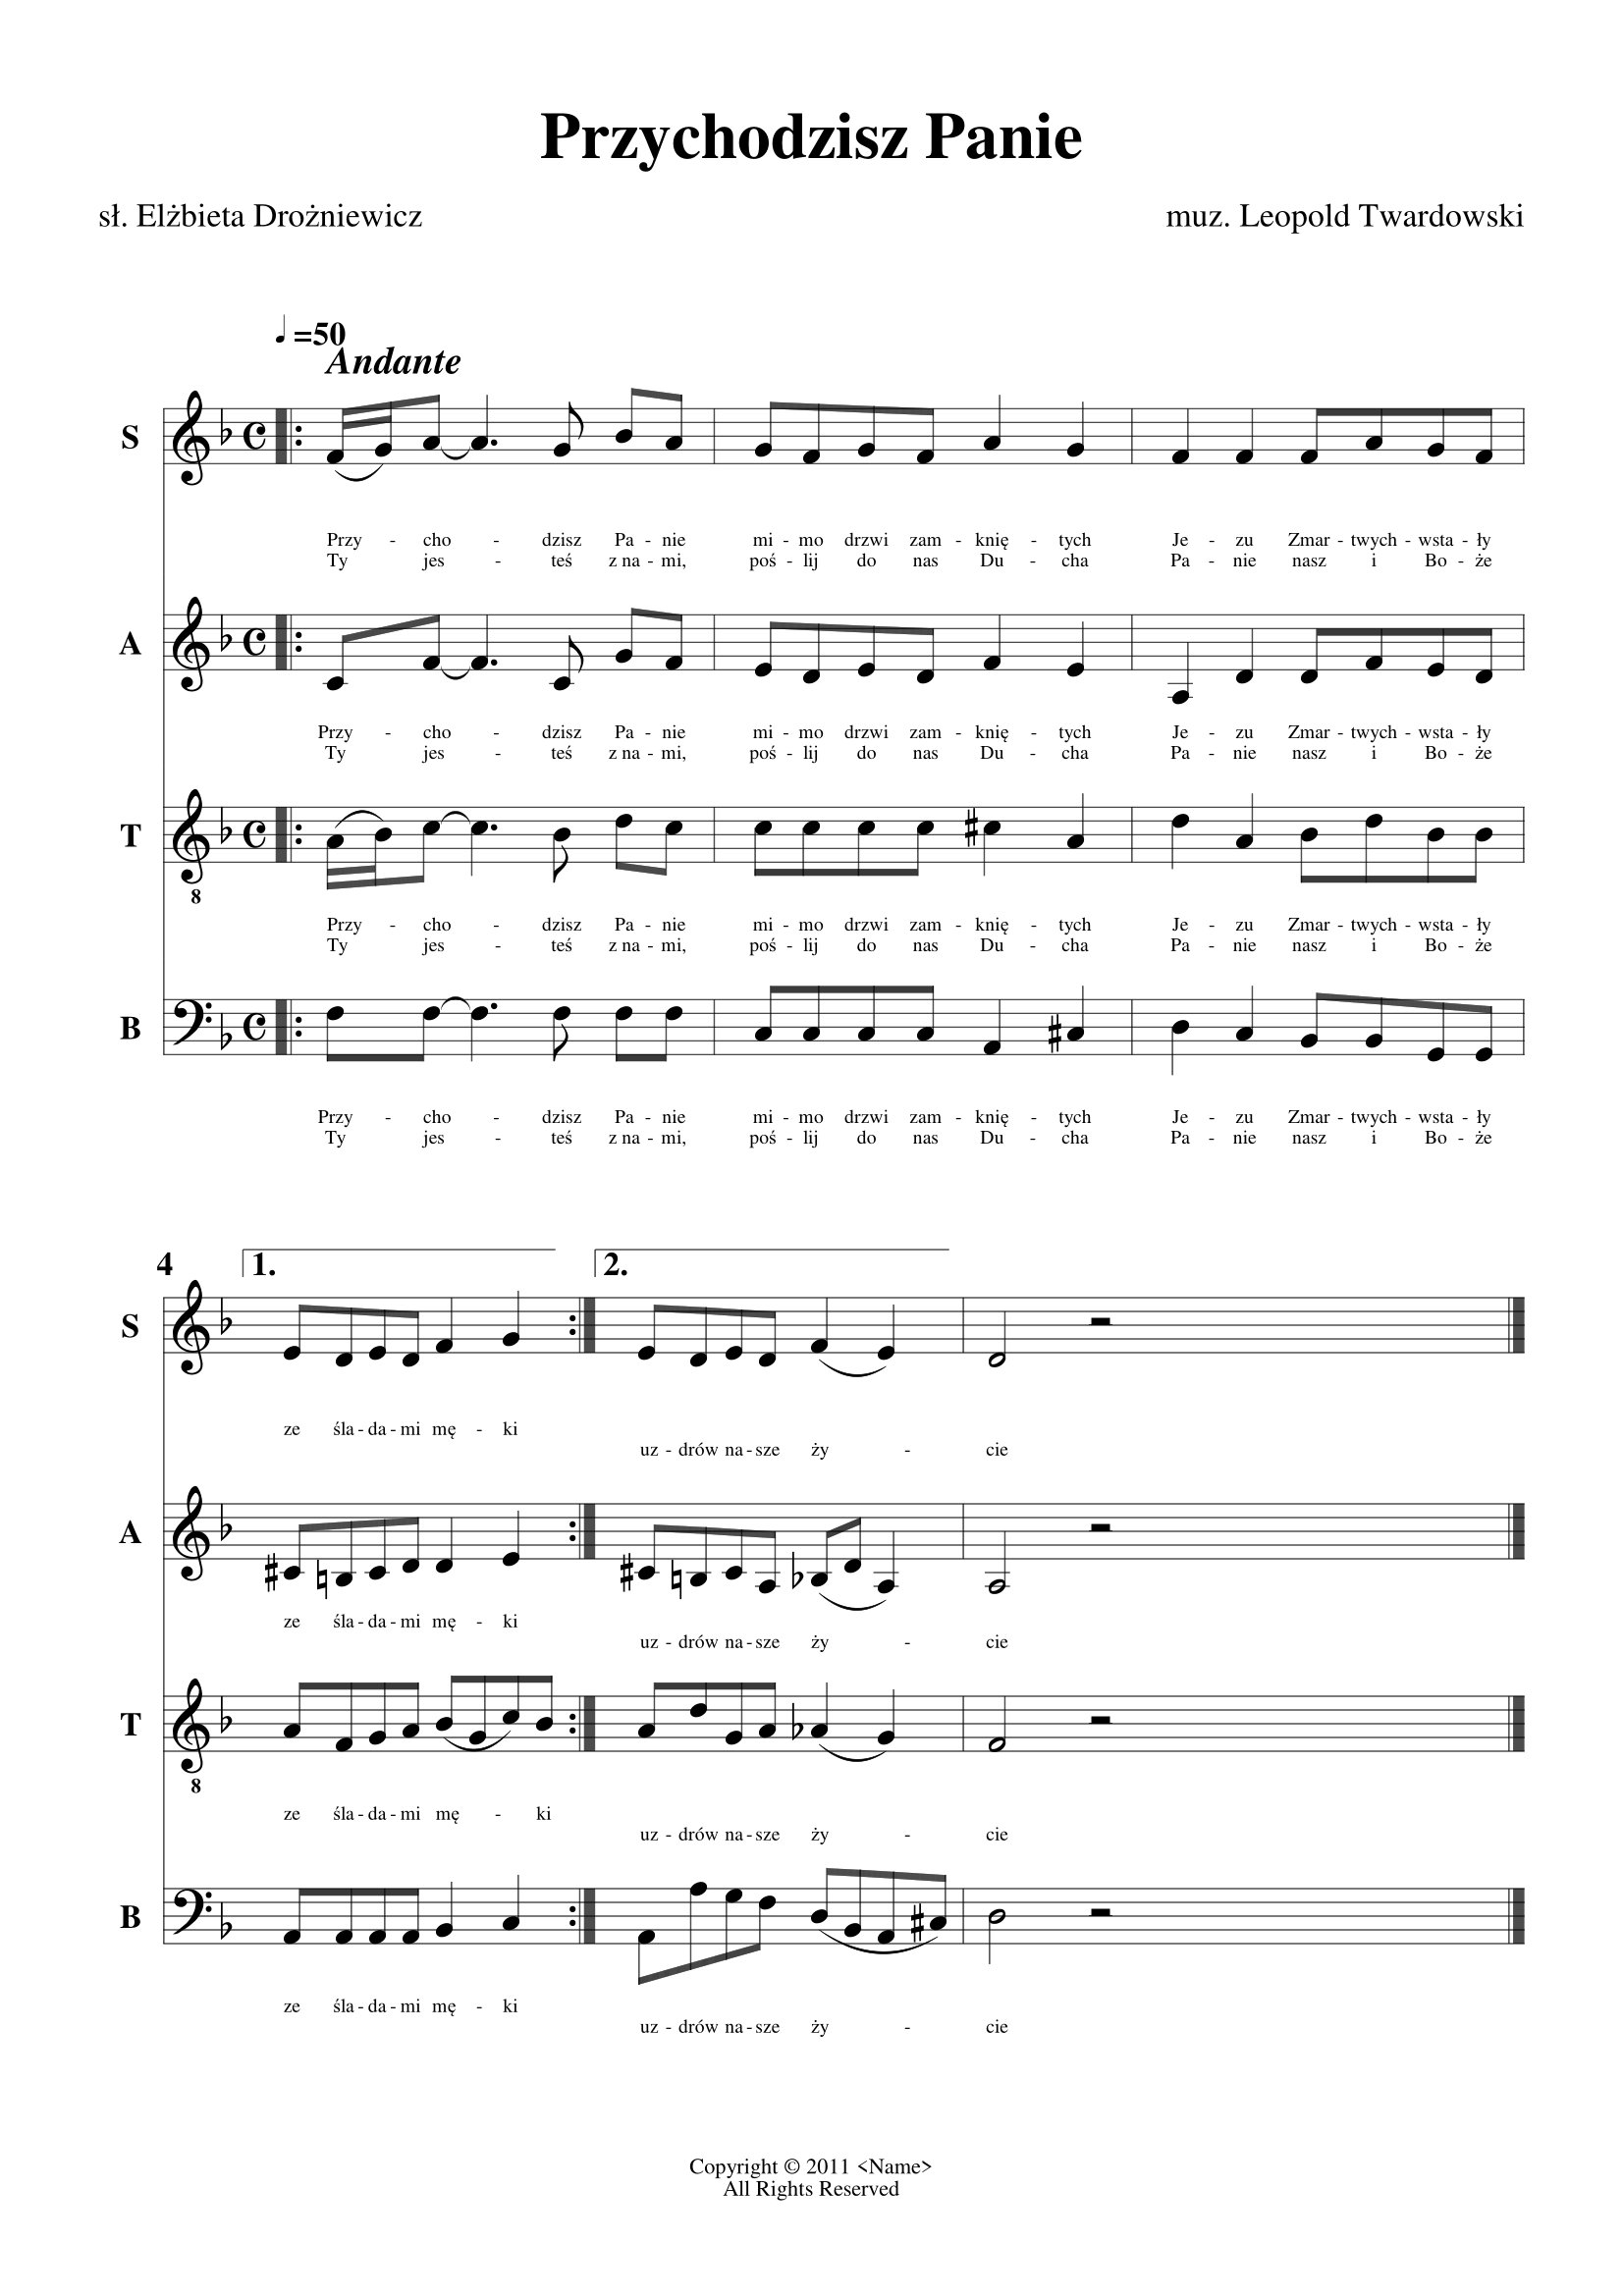 Przychodzisz Panie
sł. Elżbieta Drożniewicz
muz. Leopold Twardowski
=50
Andante
S
Przy - cho - dzisz Pa - nie mi - mo drzwi zam - knię - tych Je - zu Zmar - twych - wsta - ły
Ty jes - teś z_na - mi, poś - lij do nas Du - cha Pa - nie nasz i Bo - że
A
Przy - cho - dzisz Pa - nie mi - mo drzwi zam - knię - tych Je - zu Zmar - twych - wsta - ły
Ty jes - teś z_na - mi, poś - lij do nas Du - cha Pa - nie nasz i Bo - że
T
8
Przy - cho - dzisz Pa - nie mi - mo drzwi zam - knię - tych Je - zu Zmar - twych - wsta - ły
Ty jes - teś z_na - mi, poś - lij do nas Du - cha Pa - nie nasz i Bo - że
B
Przy - cho - dzisz Pa - nie mi - mo drzwi zam - knię - tych Je - zu Zmar - twych - wsta - ły
Ty jes - teś z_na - mi, poś - lij do nas Du - cha Pa - nie nasz i Bo - że
4 1. 2.
S
ze śla - da - mi mę - ki
uz - drów na - sze ży - cie
A
ze śla - da - mi mę - ki
uz - drów na - sze ży - cie
T
8
ze śla - da - mi mę - ki
uz - drów na - sze ży - cie
B
ze śla - da - mi mę - ki
uz - drów na - sze ży - cie
Copyright © 2011 <Name>
All Rights Reserved